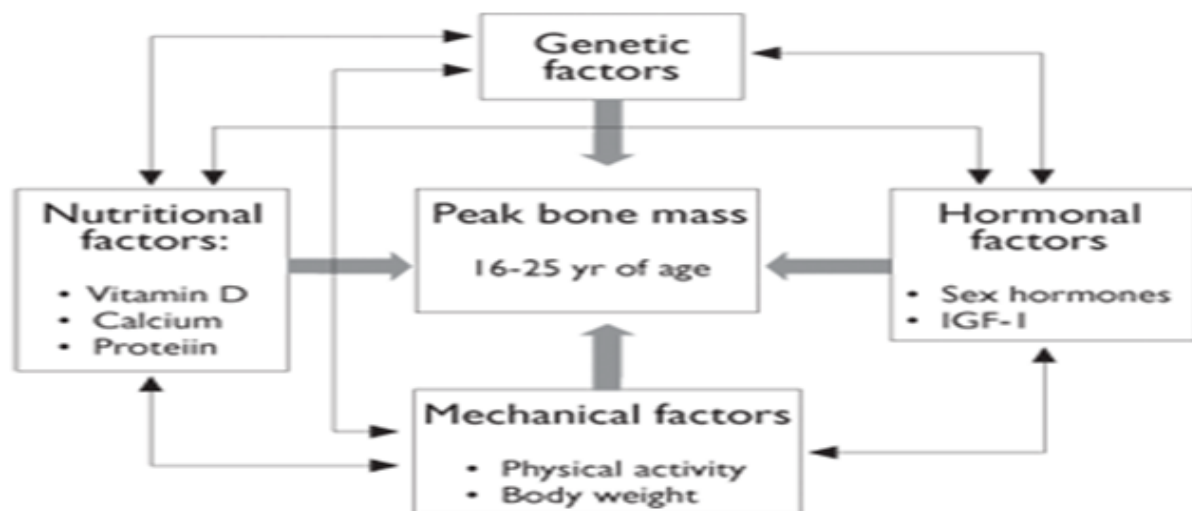 Genetic
factors
Nutritional
factors:
• Vitamin D
• Calcium
• Proteiin
Peak bone mass
16-25 yr of age
Hormonal
factors
• Sex hormones
• IGF-I
Mechanical factors
• Physical activity
• Body weight